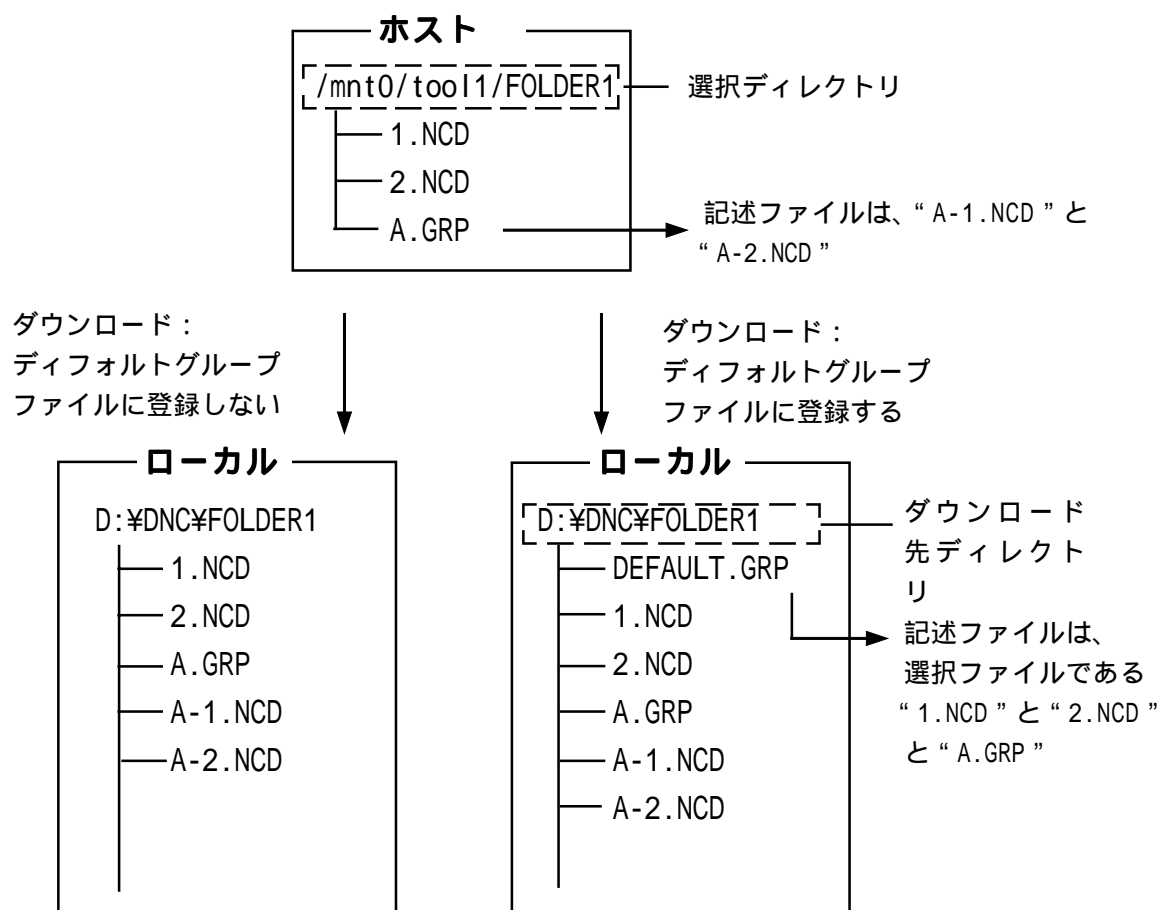 ホスト
/mnt0/tool1/FOLDER1
選択ディレクトリ
1.NCD
2.NCD
A.GRP
記述ファイルは、“A-1.NCD”と
“A-2.NCD”
ダウンロード：
ディフォルトグループ
ファイルに登録しない
ダウンロード：
ディフォルトグループ
ファイルに登録する
ローカル
D:¥DNC¥FOLDER1
1.NCD
2.NCD
A.GRP
A-1.NCD
A-2.NCD
ローカル
D:¥DNC¥FOLDER1
DEFAULT.GRP
1.NCD
2.NCD
A.GRP
A-1.NCD
A-2.NCD
ダウンロード
先ディレクト
リ
記述ファイルは、
選択ファイルである
“1.NCD”と“2.NCD”
と“A.GRP”